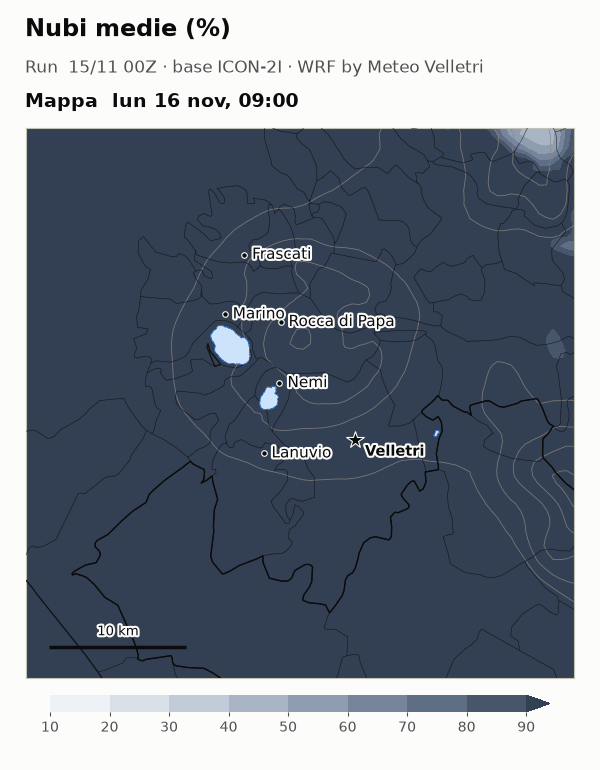 Nubi medie (%)
Run  15/11 00Z · base ICON-2I · WRF by Meteo Velletri
Mappa  lun 16 nov, 09:00
Frascati
Marino
Rocca di Papa
Nemi
Velletri
Lanuvio
10 km
10 20 30 40 50 60 70 80 90